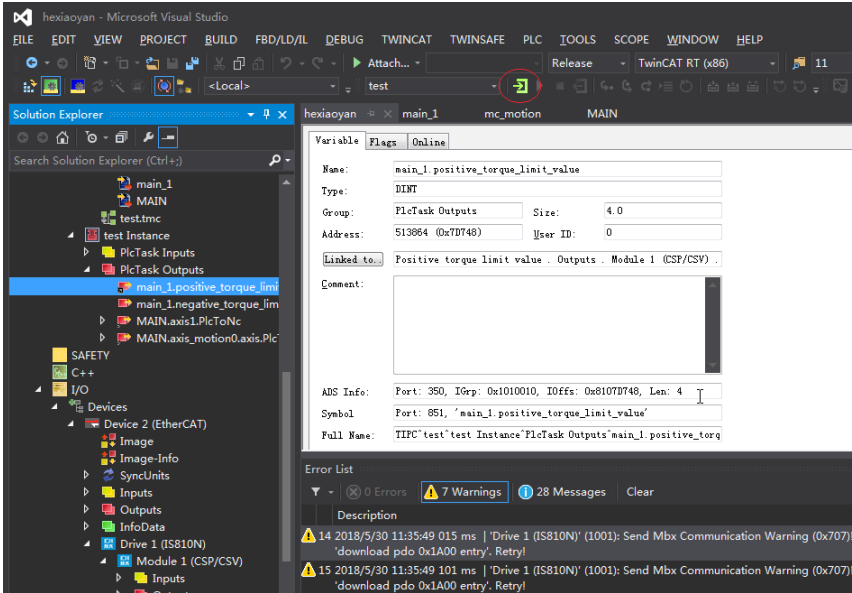 hexiaoyan - Microsoft Visual Studio
FILE EDIT VIEW PROJECT BUILD FBD/LD/IL DEBUG TWINCAT TWINSAFE PLC TOOLS SCOPE WINDOW HELP
Attach... Release TwinCAT RT (x86) 11
<Local> test
Solution Explorer
Search Solution Explorer (Ctrl+;)
main_1
MAIN
test.tmc
test Instance
PlcTask Inputs
PlcTask Outputs
main_1.positive_torque_limi
main_1.negative_torque_lim
MAIN.axis1.PlcToNc
MAIN.axis_motion0.axis.Plc
SAFETY
C++
I/O
Devices
Device 2 (EtherCAT)
Image
Image-Info
SyncUnits
Inputs
Outputs
InfoData
Drive 1 (IS810N)
Module 1 (CSP/CSV)
Inputs
hexiaoyan main_1 mc_motion MAIN
Variable Flags Online
Name: main_1.positive_torque_limit_value
Type: DINT
Group: PlcTask Outputs Size: 4.0
Address: 513864 (0x7D748) User ID: 0
Linked to.. Positive torque limit value . Outputs . Module 1 (CSP/CSV) .
Comment:
ADS Info: Port: 350, IGrp: 0x1010010, IOffs: 0x8107D748, Len: 4
Symbol Port: 851, 'main_1.positive_torque_limit_value'
Full Name: TIPC^test^test Instance^PlcTask Outputs^main_1.positive_torq
Error List
0 Errors 7 Warnings 28 Messages Clear
Description
14 2018/5/30 11:35:49 015 ms | 'Drive 1 (IS810N)' (1001): Send Mbx Communication Warning (0x707)!
'download pdo 0x1A00 entry'. Retry!
15 2018/5/30 11:35:49 101 ms | 'Drive 1 (IS810N)' (1001): Send Mbx Communication Warning (0x707)!
'download pdo 0x1A00 entry'. Retry!